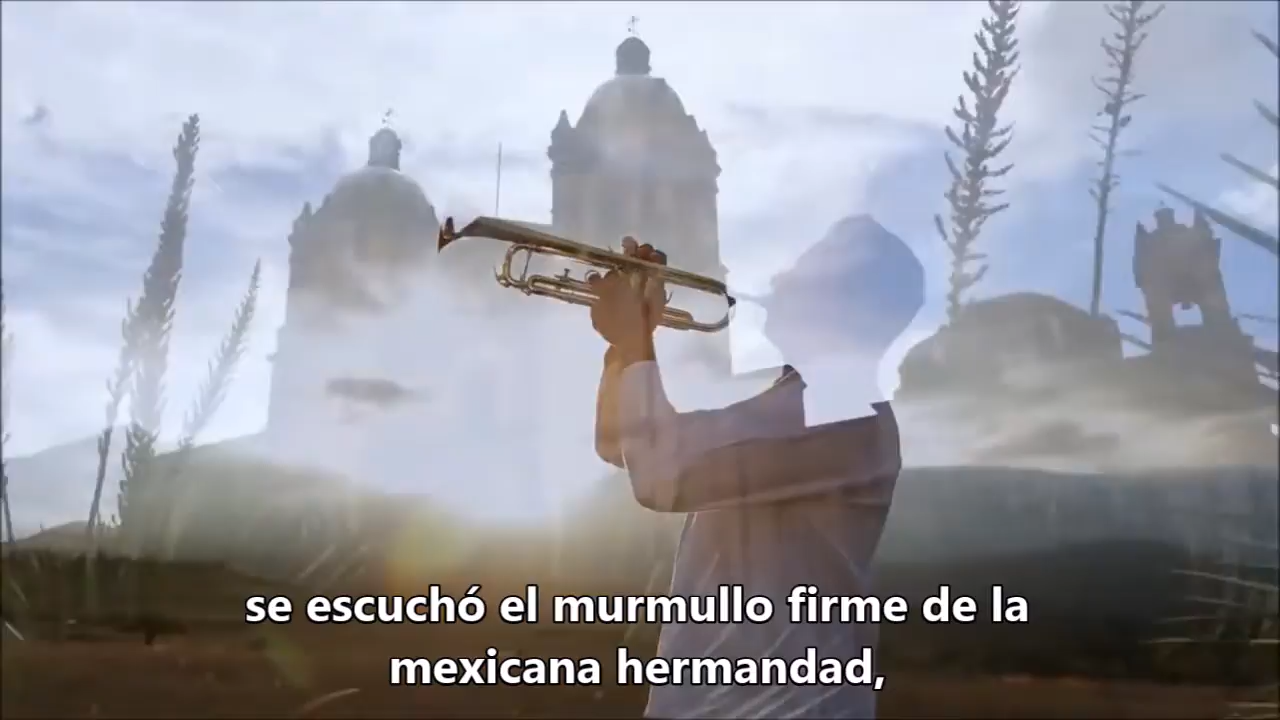 se escuchó el murmullo firme de la
mexicana hermandad,